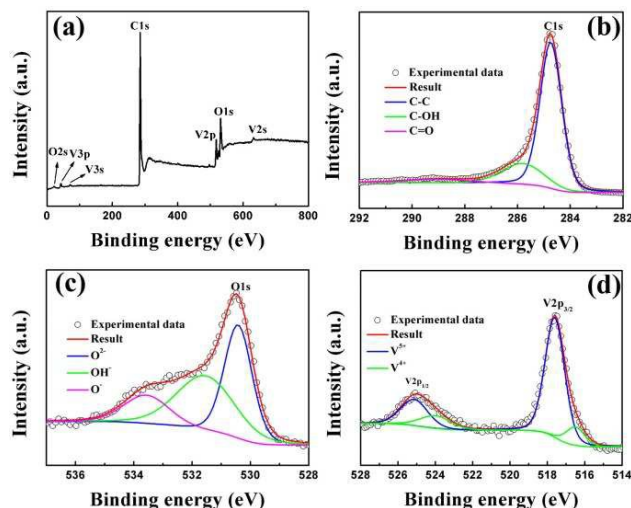 (a)
C1s
O1s
V2p
V2s
O2s
V3p
V3s
Intensity (a.u.)
0 200 400 600 800
Binding energy (eV)
(b)
C1s
Experimental data
Result
C-C
C-OH
C=O
Intensity (a.u.)
292 290 288 286 284 282
Binding energy (eV)
(c)
O1s
Experimental data
Result
O²⁻
OH⁻
O⁻
Intensity (a.u.)
536 534 532 530 528
Binding energy (eV)
(d)
V2p₃/₂
Experimental data
Result
V⁵⁺
V⁴⁺
V2p₁/₂
Intensity (a.u.)
528 526 524 522 520 518 516 514
Binding energy (eV)